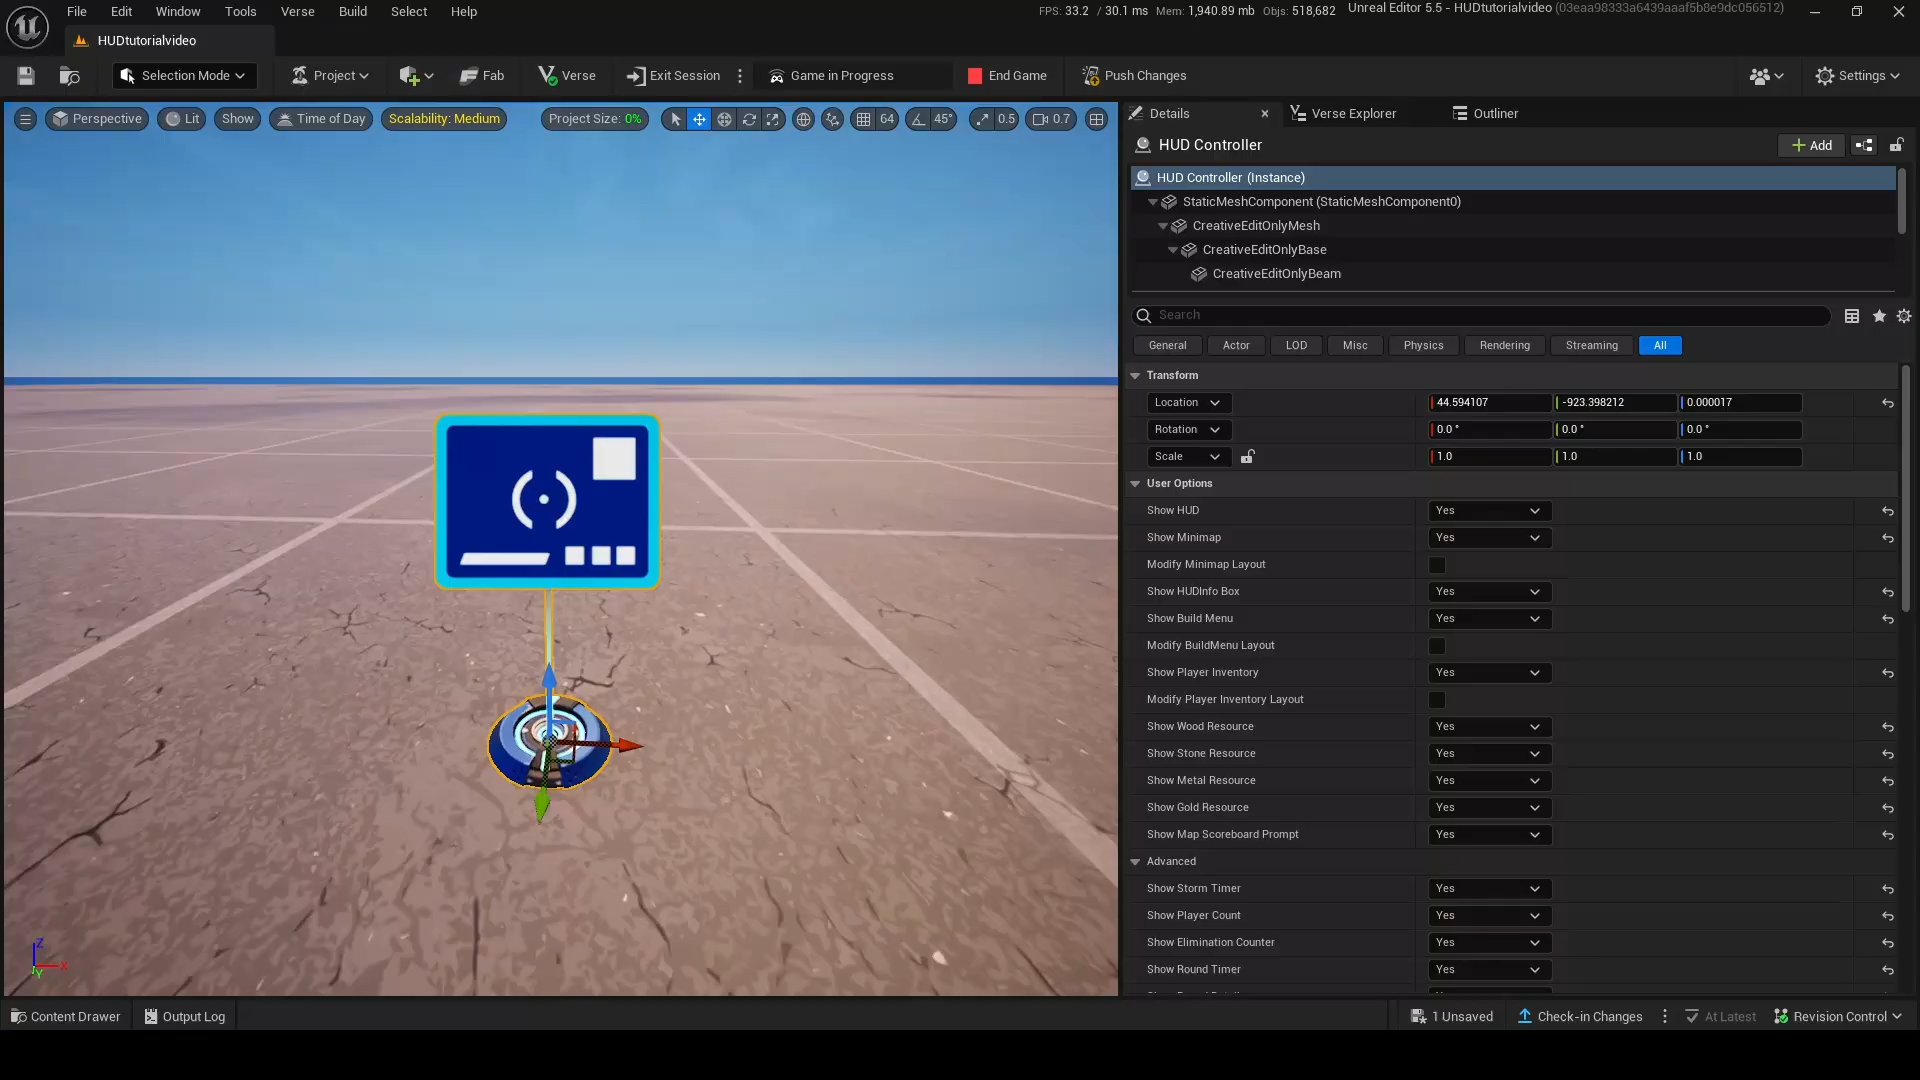 File Edit Window Tools Verse Build Select Help
FPS: 33.2 / 30.1 ms Mem: 1,940.89 mb Objs: 518,682 Unreal Editor 5.5 - HUDtutorialvideo (03eaa98333a6439aaaf5b8e9dc056512)
HUDtutorialvideo
Selection Mode Project Fab Verse Exit Session Game in Progress End Game Push Changes Settings
Perspective Lit Show Time of Day Scalability: Medium Project Size: 0% 64 45° 0.5 0.7
Details Verse Explorer Outliner
HUD Controller Add
HUD Controller (Instance)
StaticMeshComponent (StaticMeshComponent0)
CreativeEditOnlyMesh
CreativeEditOnlyBase
CreativeEditOnlyBeam
Search
General Actor LOD Misc Physics Rendering Streaming All
Transform
Location 44.594107 -923.398212 0.000017
Rotation 0.0 ° 0.0 ° 0.0 °
Scale 1.0 1.0 1.0
User Options
Show HUD Yes
Show Minimap Yes
Modify Minimap Layout
Show HUDInfo Box Yes
Show Build Menu Yes
Modify BuildMenu Layout
Show Player Inventory Yes
Modify Player Inventory Layout
Show Wood Resource Yes
Show Stone Resource Yes
Show Metal Resource Yes
Show Gold Resource Yes
Show Map Scoreboard Prompt Yes
Advanced
Show Storm Timer Yes
Show Player Count Yes
Show Elimination Counter Yes
Show Round Timer Yes
Z
X
Y
Content Drawer Output Log 1 Unsaved Check-in Changes At Latest Revision Control